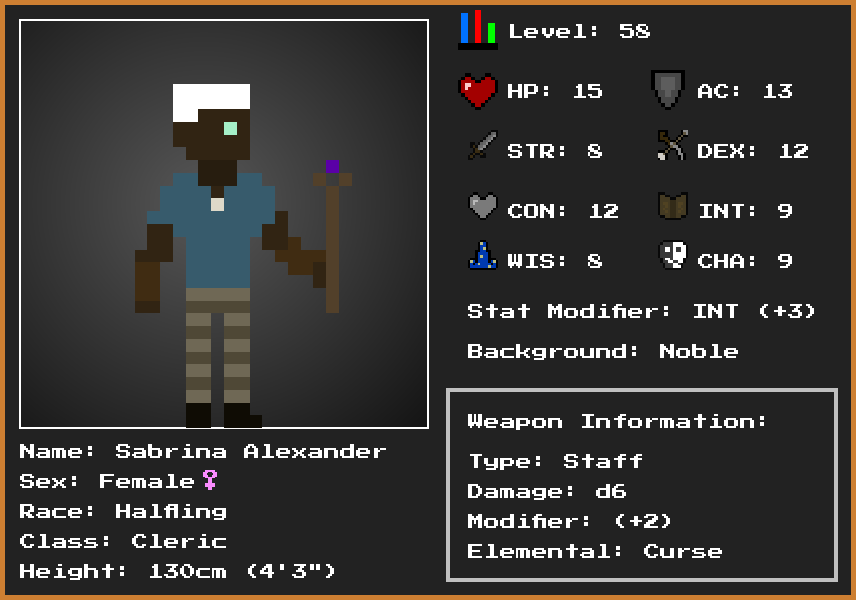 Level: 58
HP: 15
AC: 13
STR: 8
DEX: 12
CON: 12
INT: 9
WIS: 8
CHA: 9
Stat Modifier: INT (+3)
Background: Noble
Weapon Information:
Type: Staff
Damage: d6
Modifier: (+2)
Elemental: Curse
Name: Sabrina Alexander
Sex: Female♀
Race: Halfling
Class: Cleric
Height: 130cm (4'3")